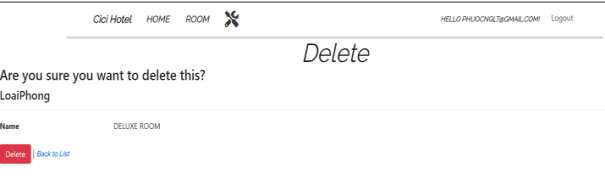 Cici Hotel HOME ROOM HELLO PHUOCNGLT@GMAIL.COM! Logout
Delete
Are you sure you want to delete this?
LoaiPhong
Name DELUXE ROOM
Delete | Back to List